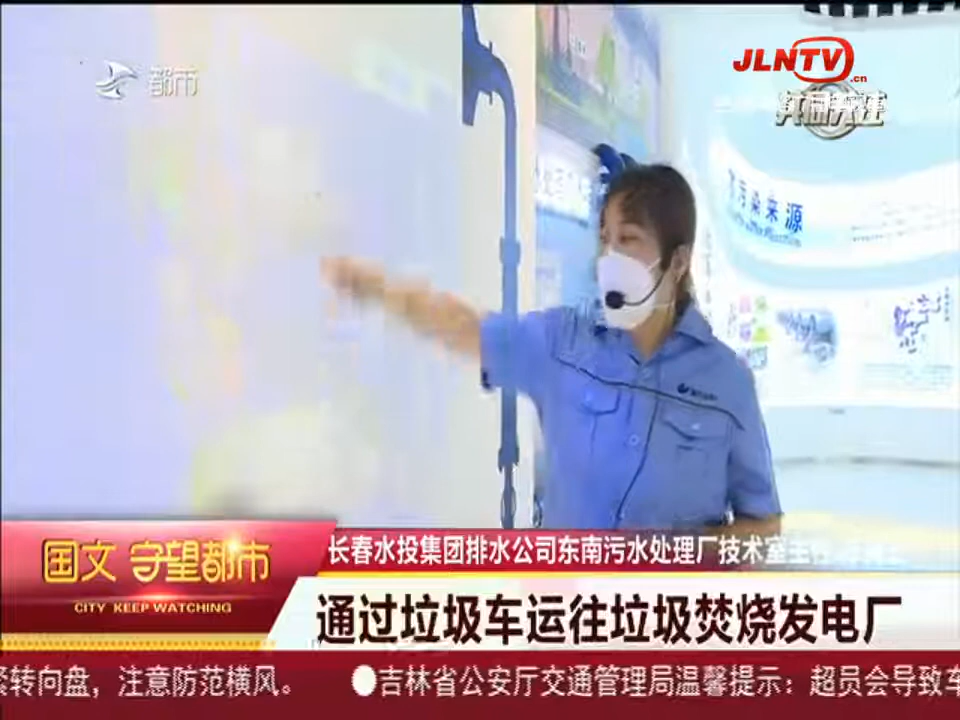 都市
JLNTV.cn
污染来源
长春水投集团排水公司东南污水处理厂技术室主任
国文 守望都市
CITY KEEP WATCHING
通过垃圾车运往垃圾焚烧发电厂
转向盘，注意防范横风。 ●吉林省公安厅交通管理局温馨提示：超员会导致车